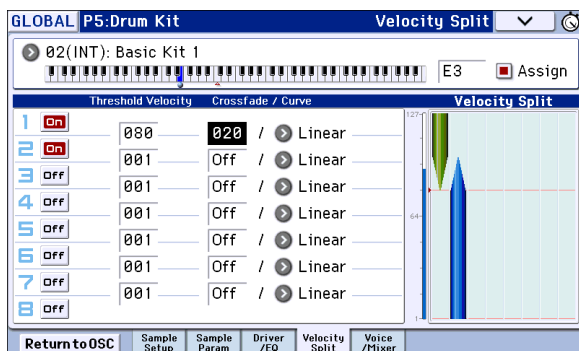 GLOBAL P5:Drum Kit Velocity Split
02(INT): Basic Kit 1
E3 Assign
Threshold Velocity Crossfade / Curve Velocity Split
1 On
080 020 / Linear
2 On
001 Off / Linear
3 Off
001 Off / Linear
4 Off
001 Off / Linear
5 Off
001 Off / Linear
6 Off
001 Off / Linear
7 Off
001 Off / Linear
8 Off
127
64
1
Return to OSC
Sample Setup
Sample Param
Driver /EQ
Velocity Split
Voice /Mixer